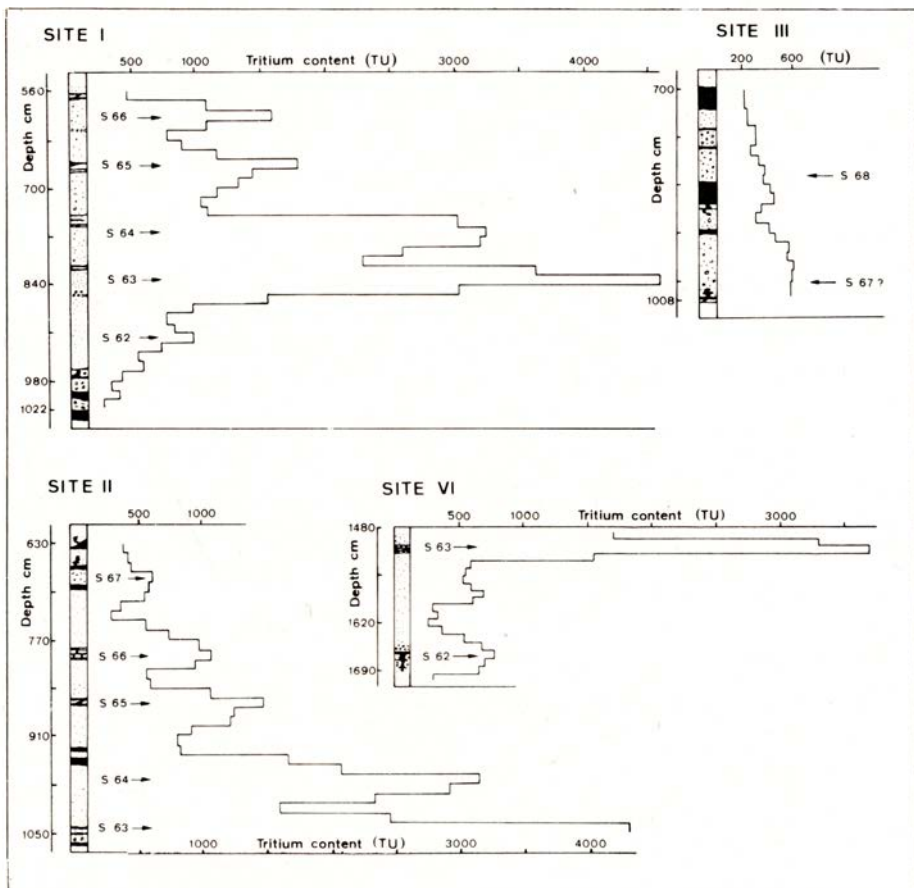 SITE I
Tritium content (TU)
500 1000 3000 4000
Depth cm
560
700
840
980
1022
S 66
S 65
S 64
S 63
S 62
SITE III
200 600 (TU)
Depth cm
700
1008
S 68
S 67 ?
SITE II
500 1000
Depth cm
630
770
910
1050
S 67
S 66
S 65
S 64
S 63
1000 Tritium content (TU) 3000 4000
SITE VI
500 1000 Tritium content (TU) 3000
Depth cm
1480
1620
1690
S 63
S 62